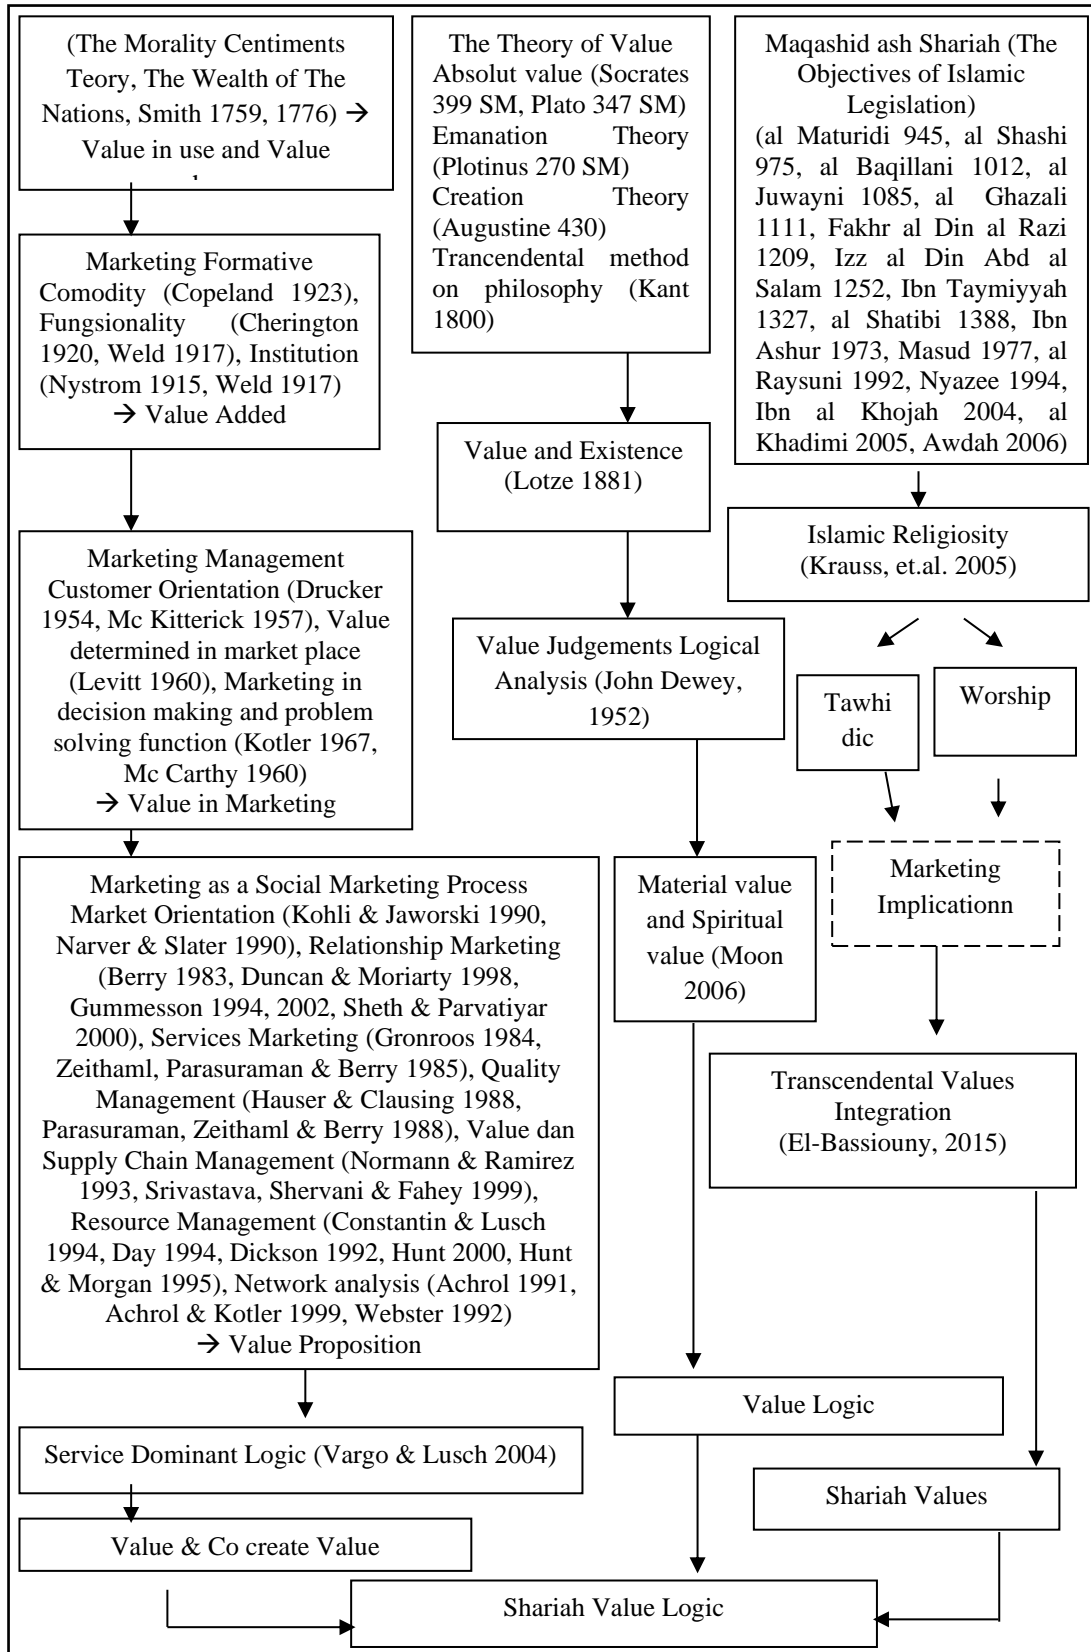 (The Morality Centiments
Teory, The Wealth of The
Nations, Smith 1759, 1776) →
Value in use and Value
Marketing Formative
Comodity (Copeland 1923),
Fungsionality (Cherington
1920, Weld 1917), Institution
(Nystrom 1915, Weld 1917)
→ Value Added
Marketing Management
Customer Orientation (Drucker
1954, Mc Kitterick 1957), Value
determined in market place
(Levitt 1960), Marketing in
decision making and problem
solving function (Kotler 1967,
Mc Carthy 1960)
→ Value in Marketing
Marketing as a Social Marketing Process
Market Orientation (Kohli & Jaworski 1990,
Narver & Slater 1990), Relationship Marketing
(Berry 1983, Duncan & Moriarty 1998,
Gummesson 1994, 2002, Sheth & Parvatiyar
2000), Services Marketing (Gronroos 1984,
Zeithaml, Parasuraman & Berry 1985), Quality
Management (Hauser & Clausing 1988,
Parasuraman, Zeithaml & Berry 1988), Value dan
Supply Chain Management (Normann & Ramirez
1993, Srivastava, Shervani & Fahey 1999),
Resource Management (Constantin & Lusch
1994, Day 1994, Dickson 1992, Hunt 2000, Hunt
& Morgan 1995), Network analysis (Achrol 1991,
Achrol & Kotler 1999, Webster 1992)
→ Value Proposition
Service Dominant Logic (Vargo & Lusch 2004)
Value & Co create Value
The Theory of Value
Absolut value (Socrates
399 SM, Plato 347 SM)
Emanation Theory
(Plotinus 270 SM)
Creation Theory
(Augustine 430)
Trancendental method
on philosophy (Kant
1800)
Value and Existence
(Lotze 1881)
Value Judgements Logical
Analysis (John Dewey,
1952)
Material value
and Spiritual
value (Moon
2006)
Value Logic
Maqashid ash Shariah (The
Objectives of Islamic
Legislation)
(al Maturidi 945, al Shashi
975, al Baqillani 1012, al
Juwayni 1085, al Ghazali
1111, Fakhr al Din al Razi
1209, Izz al Din Abd al
Salam 1252, Ibn Taymiyyah
1327, al Shatibi 1388, Ibn
Ashur 1973, Masud 1977, al
Raysuni 1992, Nyazee 1994,
Ibn al Khojah 2004, al
Khadimi 2005, Awdah 2006)
Islamic Religiosity
(Krauss, et.al. 2005)
Tawhi
dic
Worship
Marketing
Implicationn
Transcendental Values
Integration
(El-Bassiouny, 2015)
Shariah Values
Shariah Value Logic